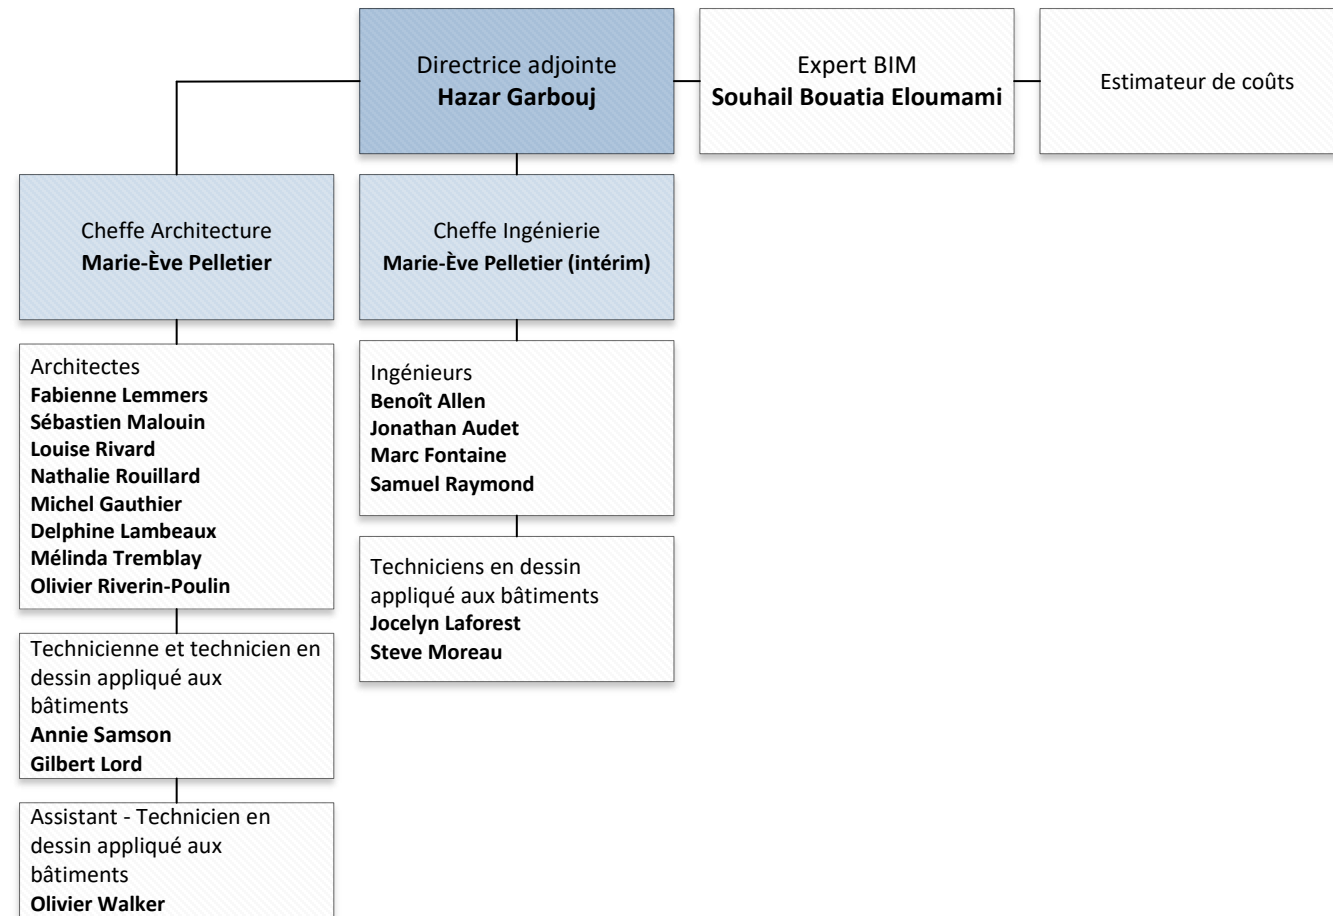 Directrice adjointe
Hazar Garbouj
Expert BIM
Souhail Bouatia Eloumami
Estimateur de coûts
Cheffe Architecture
Marie-Ève Pelletier
Cheffe Ingénierie
Marie-Ève Pelletier (intérim)
Architectes
Fabienne Lemmers
Sébastien Malouin
Louise Rivard
Nathalie Rouillard
Michel Gauthier
Delphine Lambeaux
Mélinda Tremblay
Olivier Riverin-Poulin
Ingénieurs
Benoît Allen
Jonathan Audet
Marc Fontaine
Samuel Raymond
Techniciens en dessin
appliqué aux bâtiments
Jocelyn Laforest
Steve Moreau
Technicienne et technicien en
dessin appliqué aux
bâtiments
Annie Samson
Gilbert Lord
Assistant - Technicien en
dessin appliqué aux
bâtiments
Olivier Walker